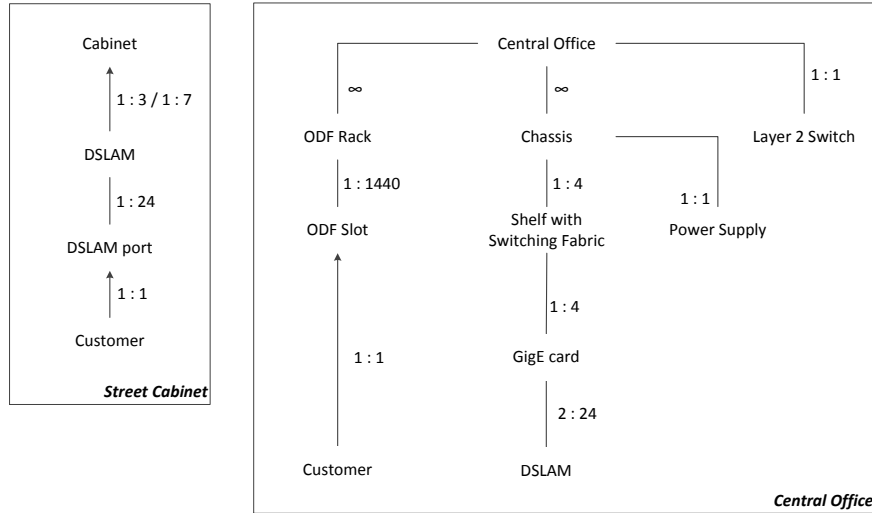 Cabinet
1 : 3 / 1 : 7
DSLAM
1 : 24
DSLAM port
1 : 1
Customer
Street Cabinet
Central Office
∞
∞
1 : 1
ODF Rack
Chassis
Layer 2 Switch
1 : 1440
1 : 4
1 : 1
ODF Slot
Shelf with
Switching Fabric
Power Supply
1 : 4
1 : 1
GigE card
2 : 24
Customer
DSLAM
Central Office